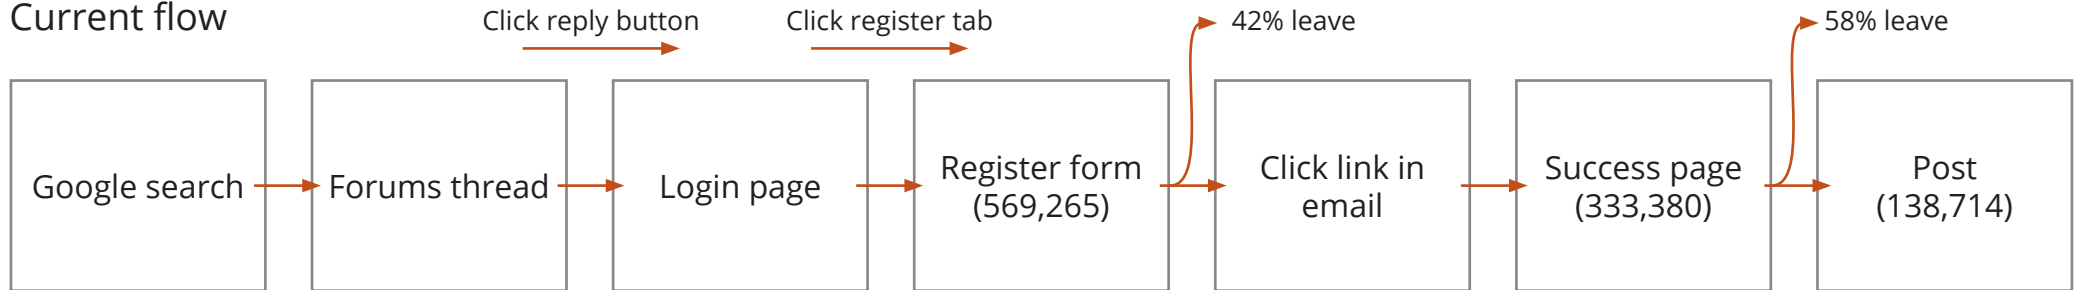 Current flow
Click reply button
Click register tab
42% leave
58% leave
Google search
Forums thread
Login page
Register form
(569,265)
Click link in
email
Success page
(333,380)
Post
(138,714)